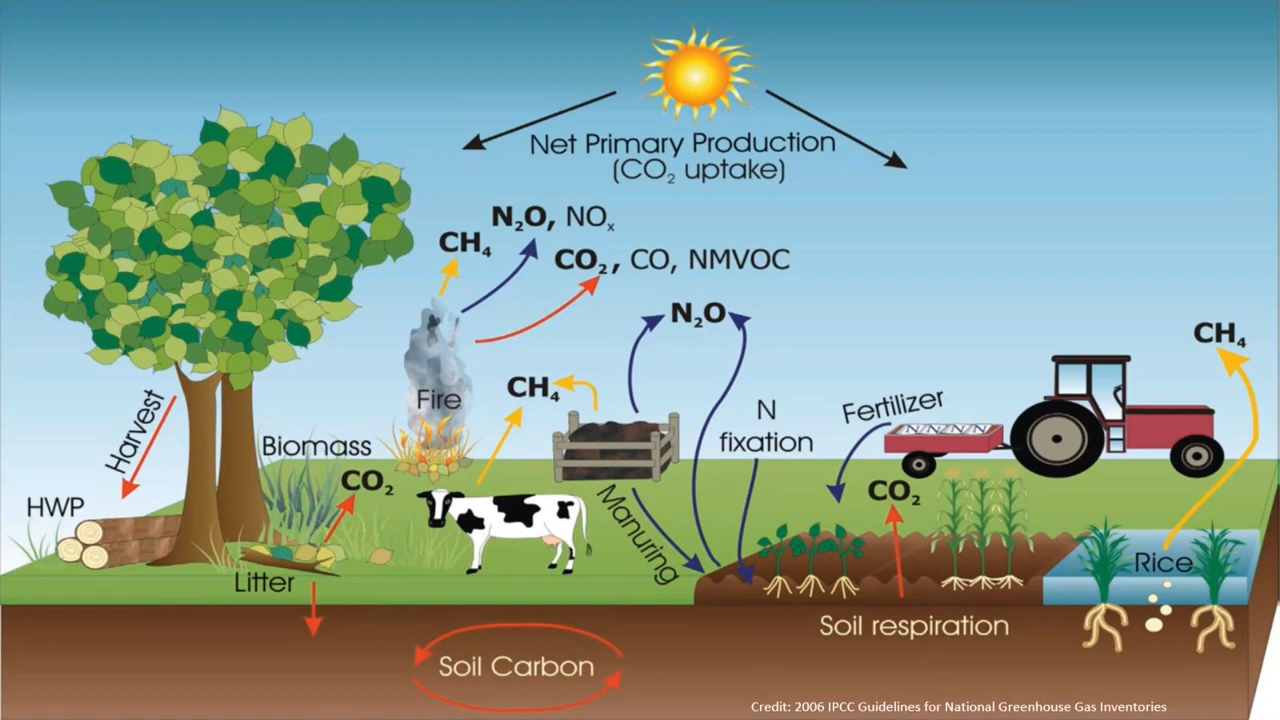 Net Primary Production
(CO₂ uptake)
N₂O, NOₓ
CH₄
CO₂, CO, NMVOC
N₂O
CH₄
Harvest
Fire
CH₄
N
fixation
Fertilizer
N N N N
Biomass
CO₂
CO₂
HWP
Manuring
Litter
Rice
Soil respiration
Soil Carbon
Credit: 2006 IPCC Guidelines for National Greenhouse Gas Inventories